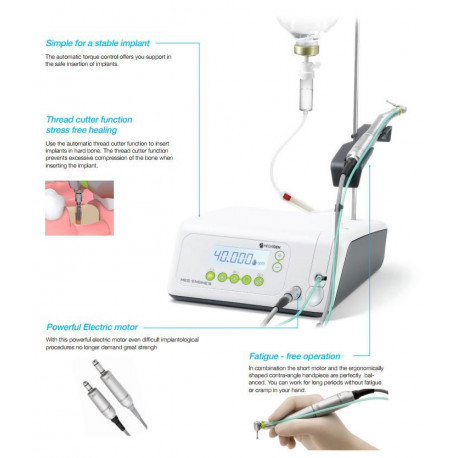 Simple for a stable implant
The automatic torque control offers you support in
the safe insertion of implants.
Thread cutter function
stress free healing
Use the automatic thread cutter function to insert
implants in hard bone. The thread cutter function
prevents excessive compression of the bone when
inserting the implant.
40.000
Powerful Electric motor
With this powerful electric motor even difficult implantological
procedures no longer demand great strength
Fatigue - free operation
In combination the short motor and the ergonomically
shaped contra-angle handpiece are perfectly bal-
anced. You can work for long periods without fatigue
or cramp in your hand.